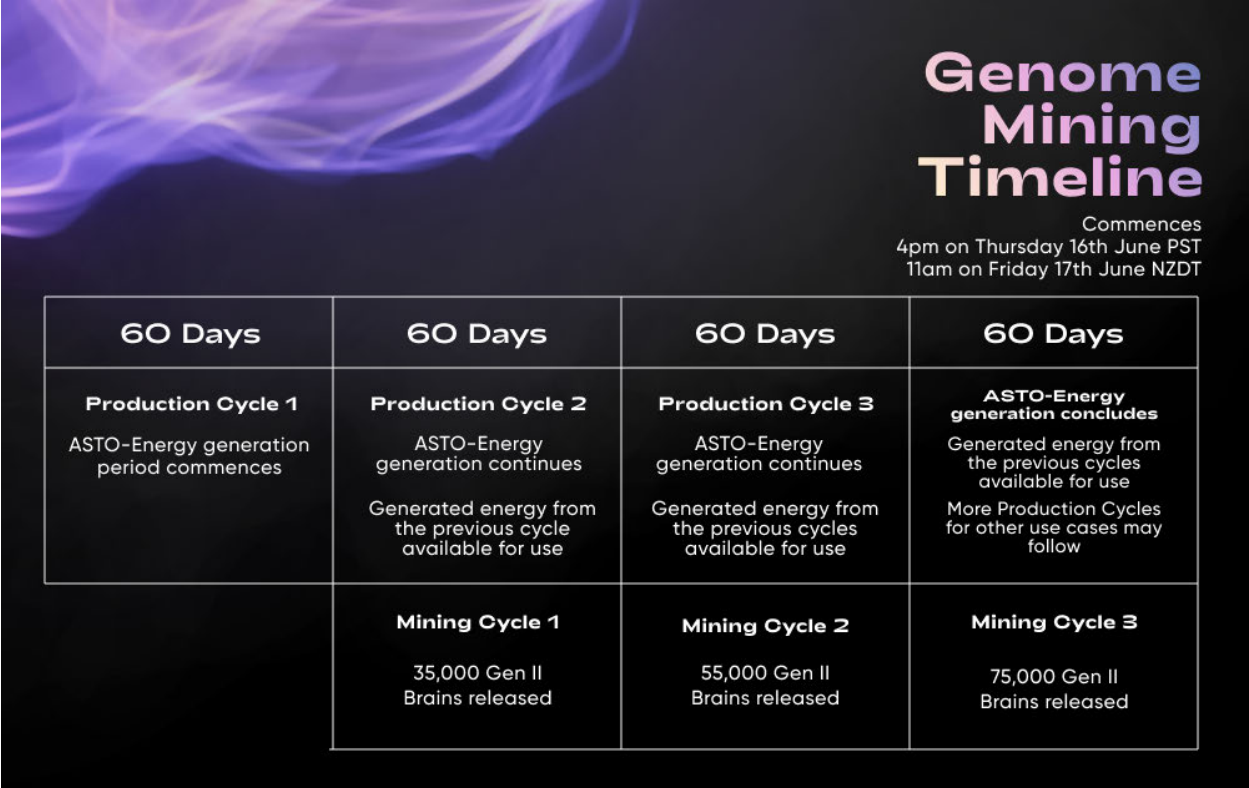 Genome
Mining
Timeline
Commences
4pm on Thursday 16th June PST
11am on Friday 17th June NZDT
60 Days
60 Days
60 Days
60 Days
Production Cycle 1
ASTO-Energy generation
period commences
Production Cycle 2
ASTO-Energy
generation continues
Generated energy from
the previous cycle
available for use
Production Cycle 3
ASTO-Energy
generation continues
Generated energy from
the previous cycles
available for use
ASTO-Energy
generation concludes
Generated energy from
the previous cycles
available for use
More Production Cycles
for other use cases may
follow
Mining Cycle 1
35,000 Gen II
Brains released
Mining Cycle 2
55,000 Gen II
Brains released
Mining Cycle 3
75,000 Gen II
Brains released